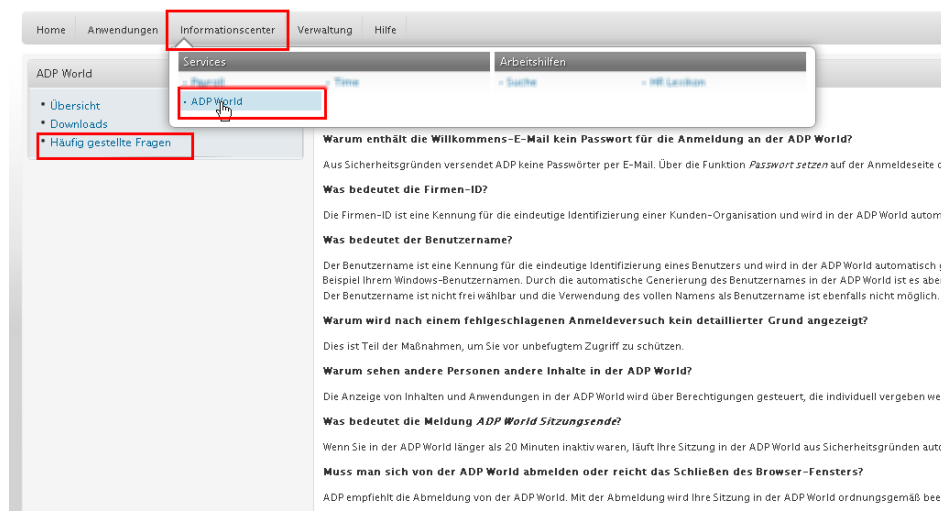 Home Anwendungen Informationscenter Verwaltung Hilfe
Services Arbeitshilfen
Payroll Time Suche HR Lexikon
ADP World
ADP World
Übersicht
Downloads
Häufig gestellte Fragen
Warum enthält die Willkommens-E-Mail kein Passwort für die Anmeldung an der ADP World?
Aus Sicherheitsgründen versendet ADP keine Passwörter per E-Mail. Über die Funktion Passwort setzen auf der Anmeldeseite
Was bedeutet die Firmen-ID?
Die Firmen-ID ist eine Kennung für die eindeutige Identifizierung einer Kunden-Organisation und wird in der ADP World autom
Was bedeutet der Benutzername?
Der Benutzername ist eine Kennung für die eindeutige Identifizierung eines Benutzers und wird in der ADP World automatisch
Beispiel Ihrem Windows-Benutzernamen. Durch die automatische Generierung des Benutzernames in der ADP World ist es abe
Der Benutzername ist nicht frei wählbar und die Verwendung des vollen Namens als Benutzername ist ebenfalls nicht möglich.
Warum wird nach einem fehlgeschlagenen Anmeldeversuch kein detaillierter Grund angezeigt?
Dies ist Teil der Maßnahmen, um Sie vor unbefugtem Zugriff zu schützen.
Warum sehen andere Personen andere Inhalte in der ADP World?
Die Anzeige von Inhalten und Anwendungen in der ADP World wird über Berechtigungen gesteuert, die individuell vergeben we
Was bedeutet die Meldung ADP World Sitzungsende?
Wenn Sie in der ADP World länger als 20 Minuten inaktiv waren, läuft Ihre Sitzung in der ADP World aus Sicherheitsgründen auto
Muss man sich von der ADP World abmelden oder reicht das Schließen des Browser-Fensters?
ADP empfiehlt die Abmeldung von der ADP World. Mit der Abmeldung wird Ihre Sitzung in der ADP World ordnungsgemäß bee